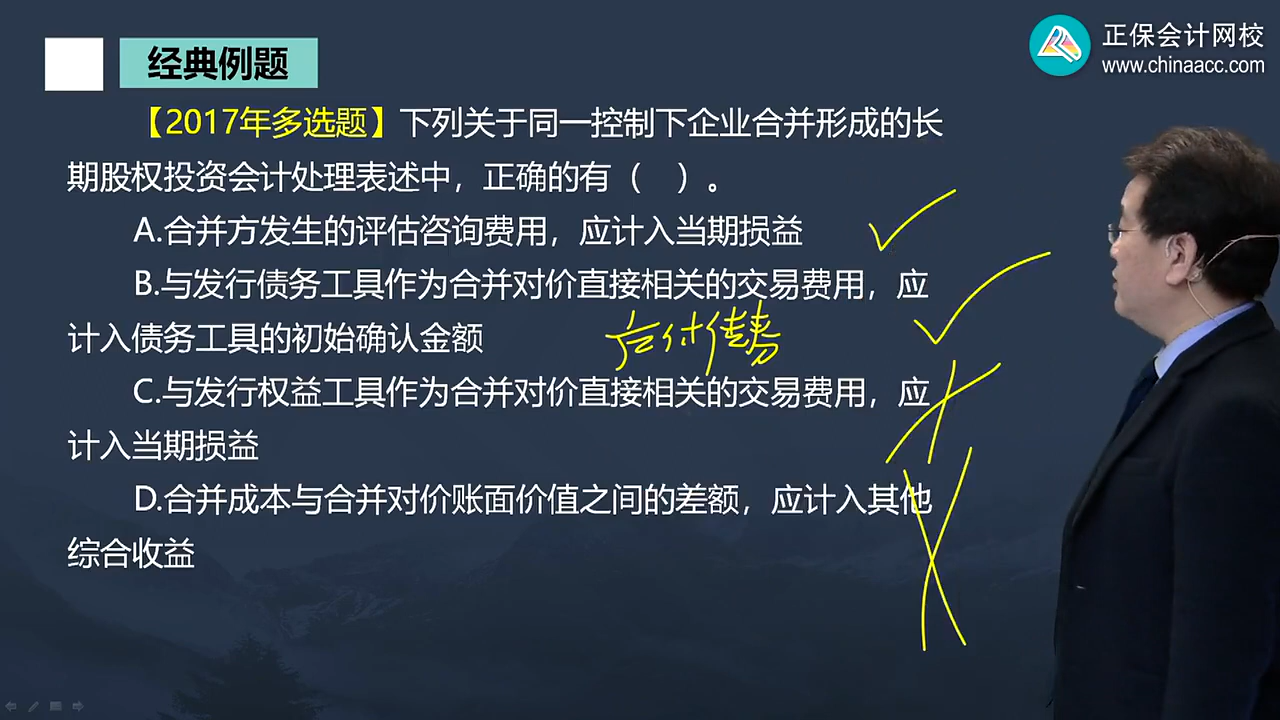 经典例题
正保会计网校
www.chinaacc.com
【2017年多选题】下列关于同一控制下企业合并形成的长
期股权投资会计处理表述中，正确的有（ ）。
A.合并方发生的评估咨询费用，应计入当期损益
B.与发行债务工具作为合并对价直接相关的交易费用，应
计入债务工具的初始确认金额
应付债券
C.与发行权益工具作为合并对价直接相关的交易费用，应
计入当期损益
D.合并成本与合并对价账面价值之间的差额，应计入其他
综合收益